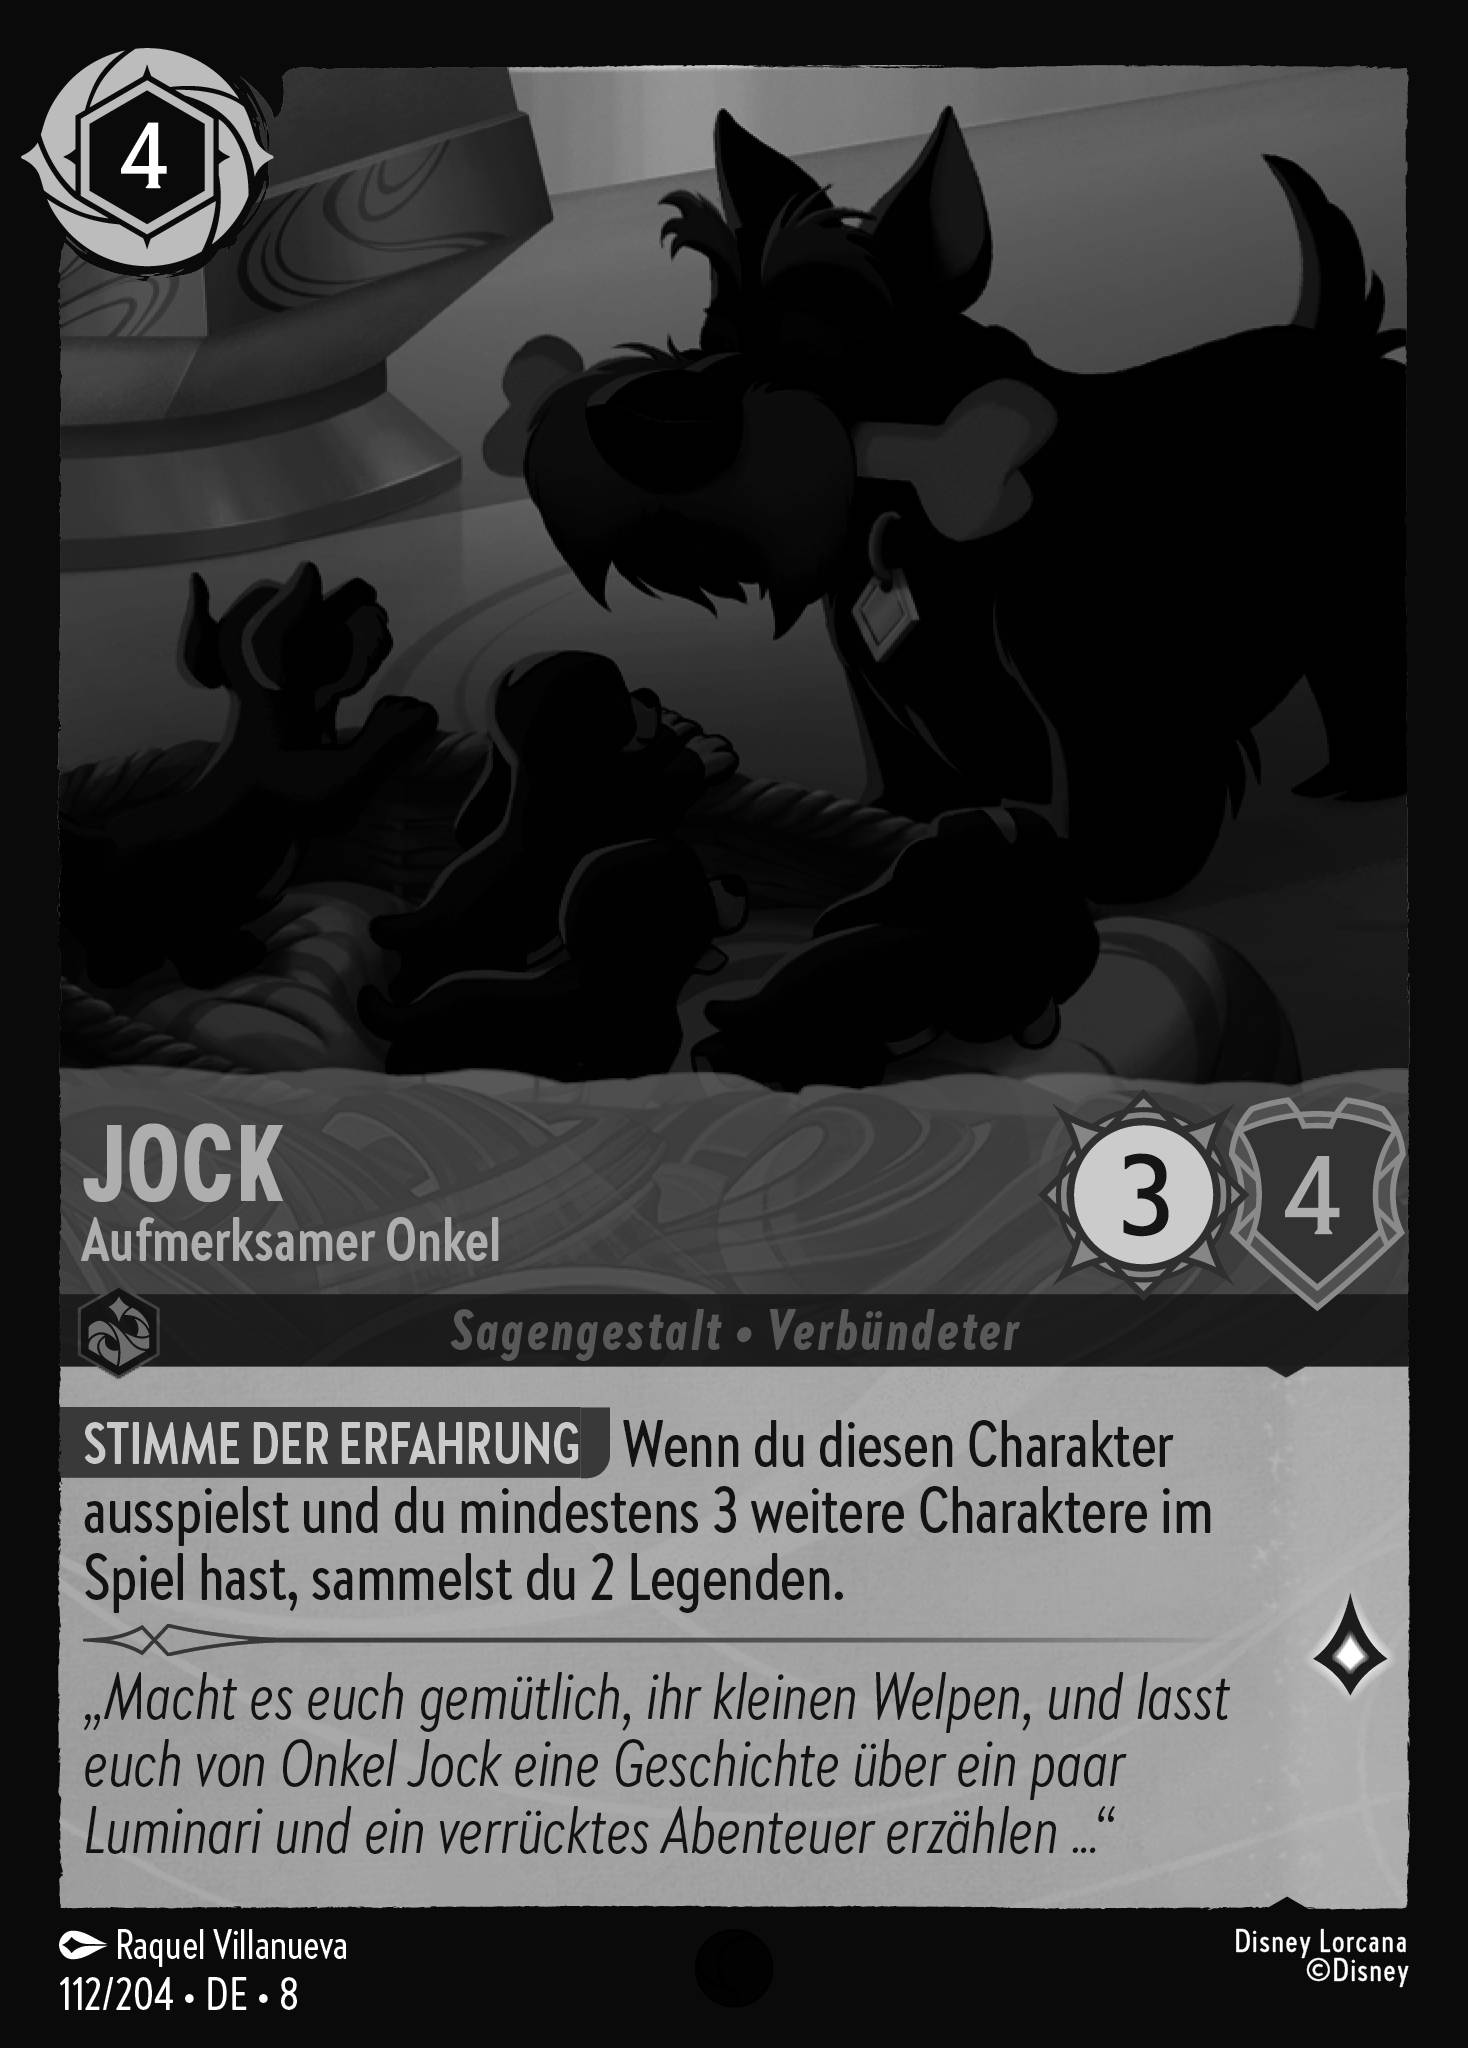 4
JOCK
Aufmerksamer Onkel
3
4
Sagengestalt • Verbündeter
STIMME DER ERFAHRUNG Wenn du diesen Charakter
ausspielst und du mindestens 3 weitere Charaktere im
Spiel hast, sammelst du 2 Legenden.
„Macht es euch gemütlich, ihr kleinen Welpen, und lasst
euch von Onkel Jock eine Geschichte über ein paar
Luminari und ein verrücktes Abenteuer erzählen ...“
Raquel Villanueva
Disney Lorcana
112/204 • DE • 8
©Disney